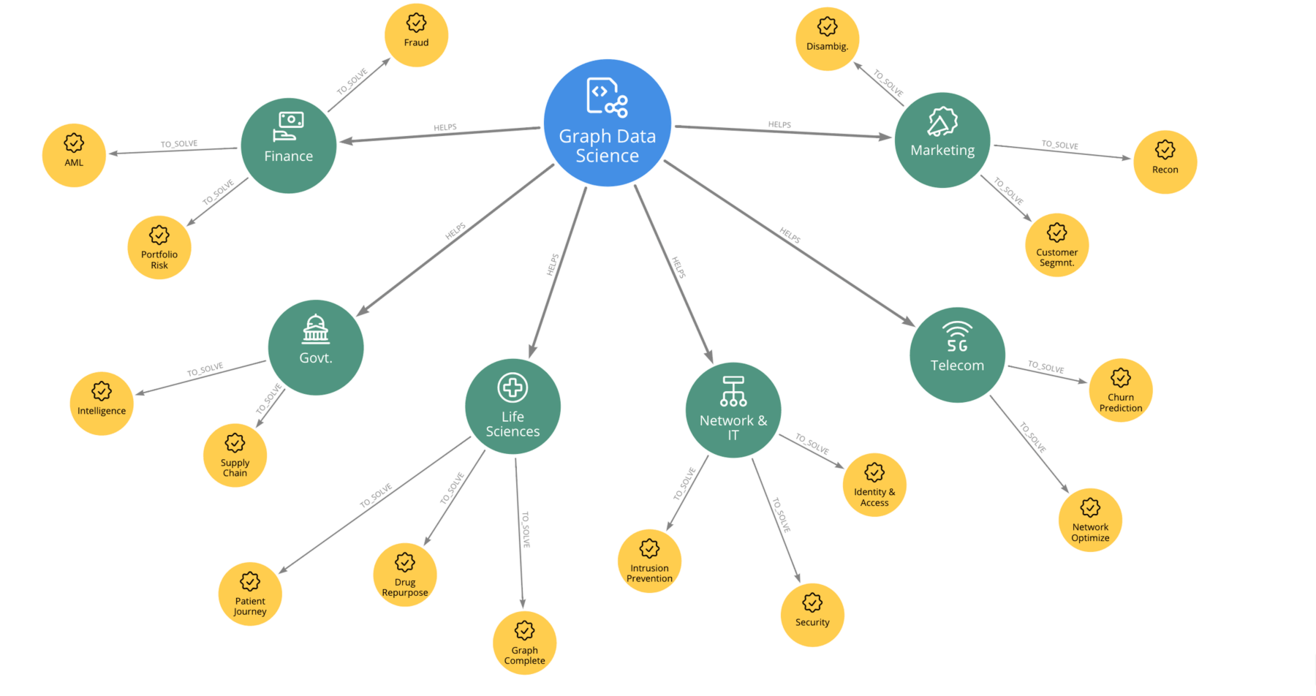 Fraud
Disambig.
TO_SOLVE
TO_SOLVE
Graph Data
Science
HELPS
HELPS
Finance
Marketing
TO_SOLVE
AML
TO_SOLVE
Recon
TO_SOLVE
TO_SOLVE
Portfolio
Risk
Customer
Segmnt.
HELPS
HELPS
HELPS
HELPS
Govt.
5G
Telecom
TO_SOLVE
Intelligence
TO_SOLVE
Supply
Chain
Life
Sciences
Network &
IT
TO_SOLVE
Churn
Prediction
TO_SOLVE
Network
Optimize
TO_SOLVE
Patient
Journey
TO_SOLVE
Drug
Repurpose
TO_SOLVE
Graph
Complete
TO_SOLVE
Intrusion
Prevention
TO_SOLVE
Security
TO_SOLVE
Identity &
Access